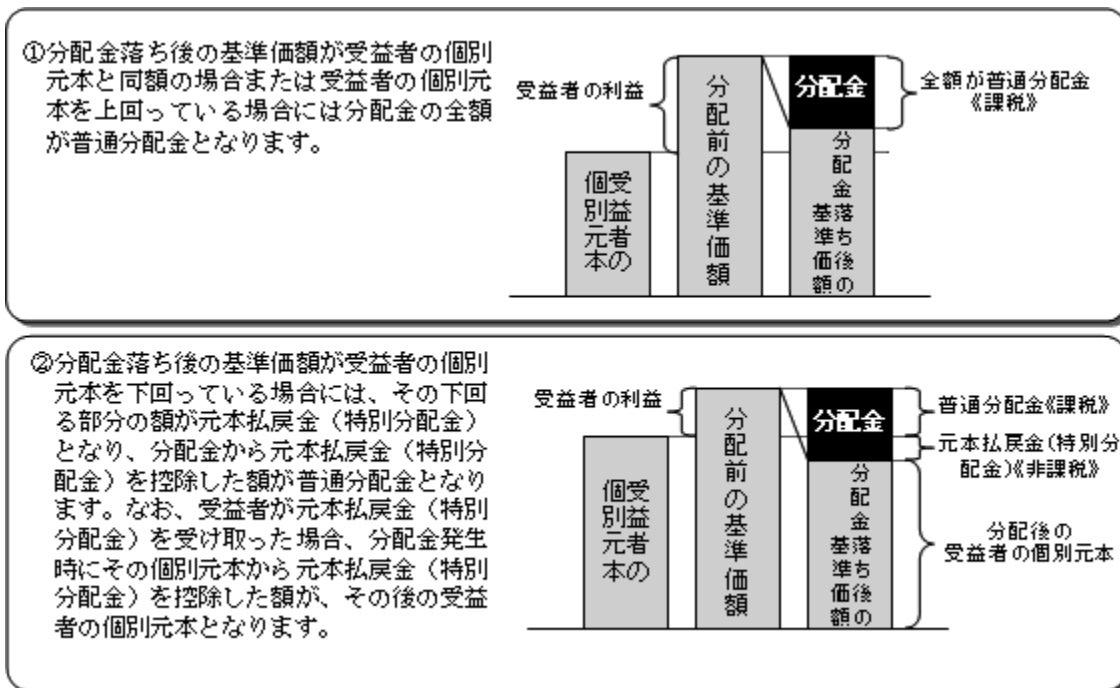 ①分配金落ち後の基準価額が受益者の個別
元本と同額の場合または受益者の個別元
本を上回っている場合には分配金の全額
が普通分配金となります。
受益者の利益
受益者の
個別元本
分配前の基準価額
分配金
分配金落ち後の
基準価額
全額が普通分配金
《課税》
②分配金落ち後の基準価額が受益者の個別
元本を下回っている場合には、その下回
る部分の額が元本払戻金（特別分配金）
となり、分配金から元本払戻金（特別分
配金）を控除した額が普通分配金となり
ます。なお、受益者が元本払戻金（特別
分配金）を受け取った場合、分配金発生
時にその個別元本から元本払戻金（特別
分配金）を控除した額が、その後の受益
者の個別元本となります。
受益者の利益
受益者の
個別元本
分配前の基準価額
分配金
分配金落ち後の
基準価額
普通分配金《課税》
元本払戻金(特別分
配金)《非課税》
分配後の
受益者の個別元本